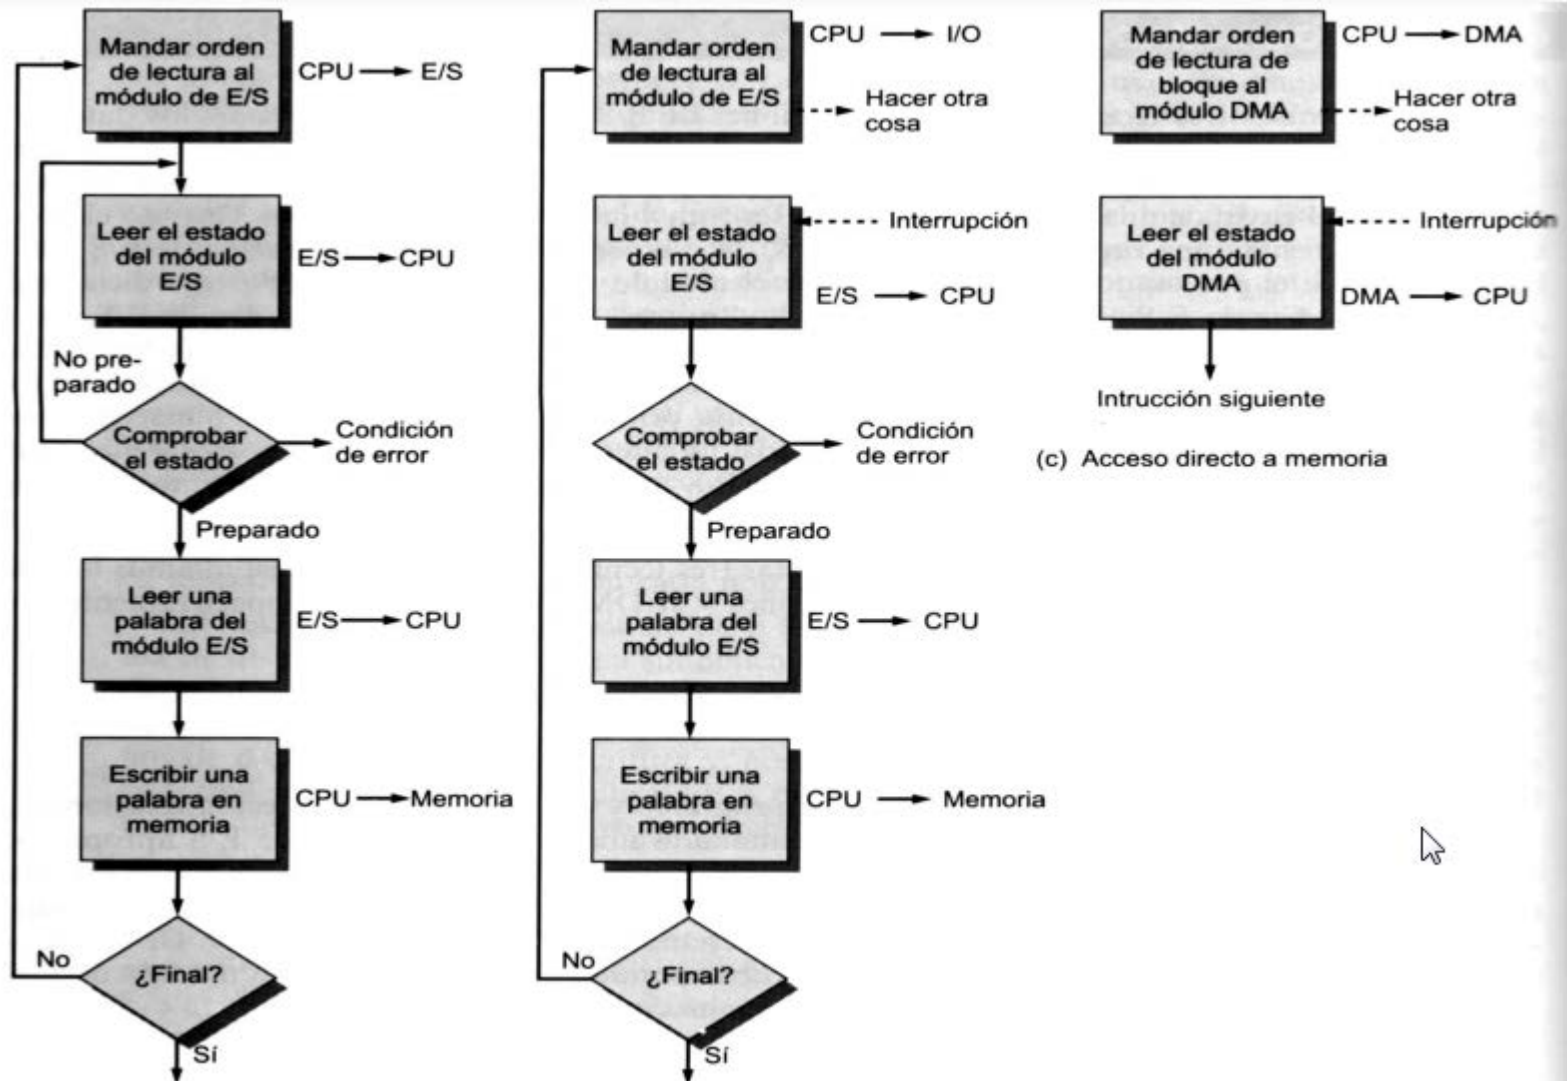 Mandar orden
de lectura al
módulo de E/S
CPU → E/S
Leer el estado
del módulo
E/S
E/S → CPU
No pre-
parado
Comprobar
el estado
Condición
de error
Preparado
Leer una
palabra del
módulo E/S
E/S → CPU
Escribir una
palabra en
memoria
CPU → Memoria
No
¿Final?
Sí
Mandar orden
de lectura al
módulo de E/S
CPU → I/O
Hacer otra
cosa
Leer el estado
del módulo
E/S
Interrupción
E/S → CPU
Comprobar
el estado
Condición
de error
Preparado
Leer una
palabra del
módulo E/S
E/S → CPU
Escribir una
palabra en
memoria
CPU → Memoria
No
¿Final?
Sí
Mandar orden
de lectura de
bloque al
módulo DMA
CPU → DMA
Hacer otra
cosa
Leer el estado
del módulo
DMA
Interrupción
DMA → CPU
Intrucción siguiente
(c) Acceso directo a memoria